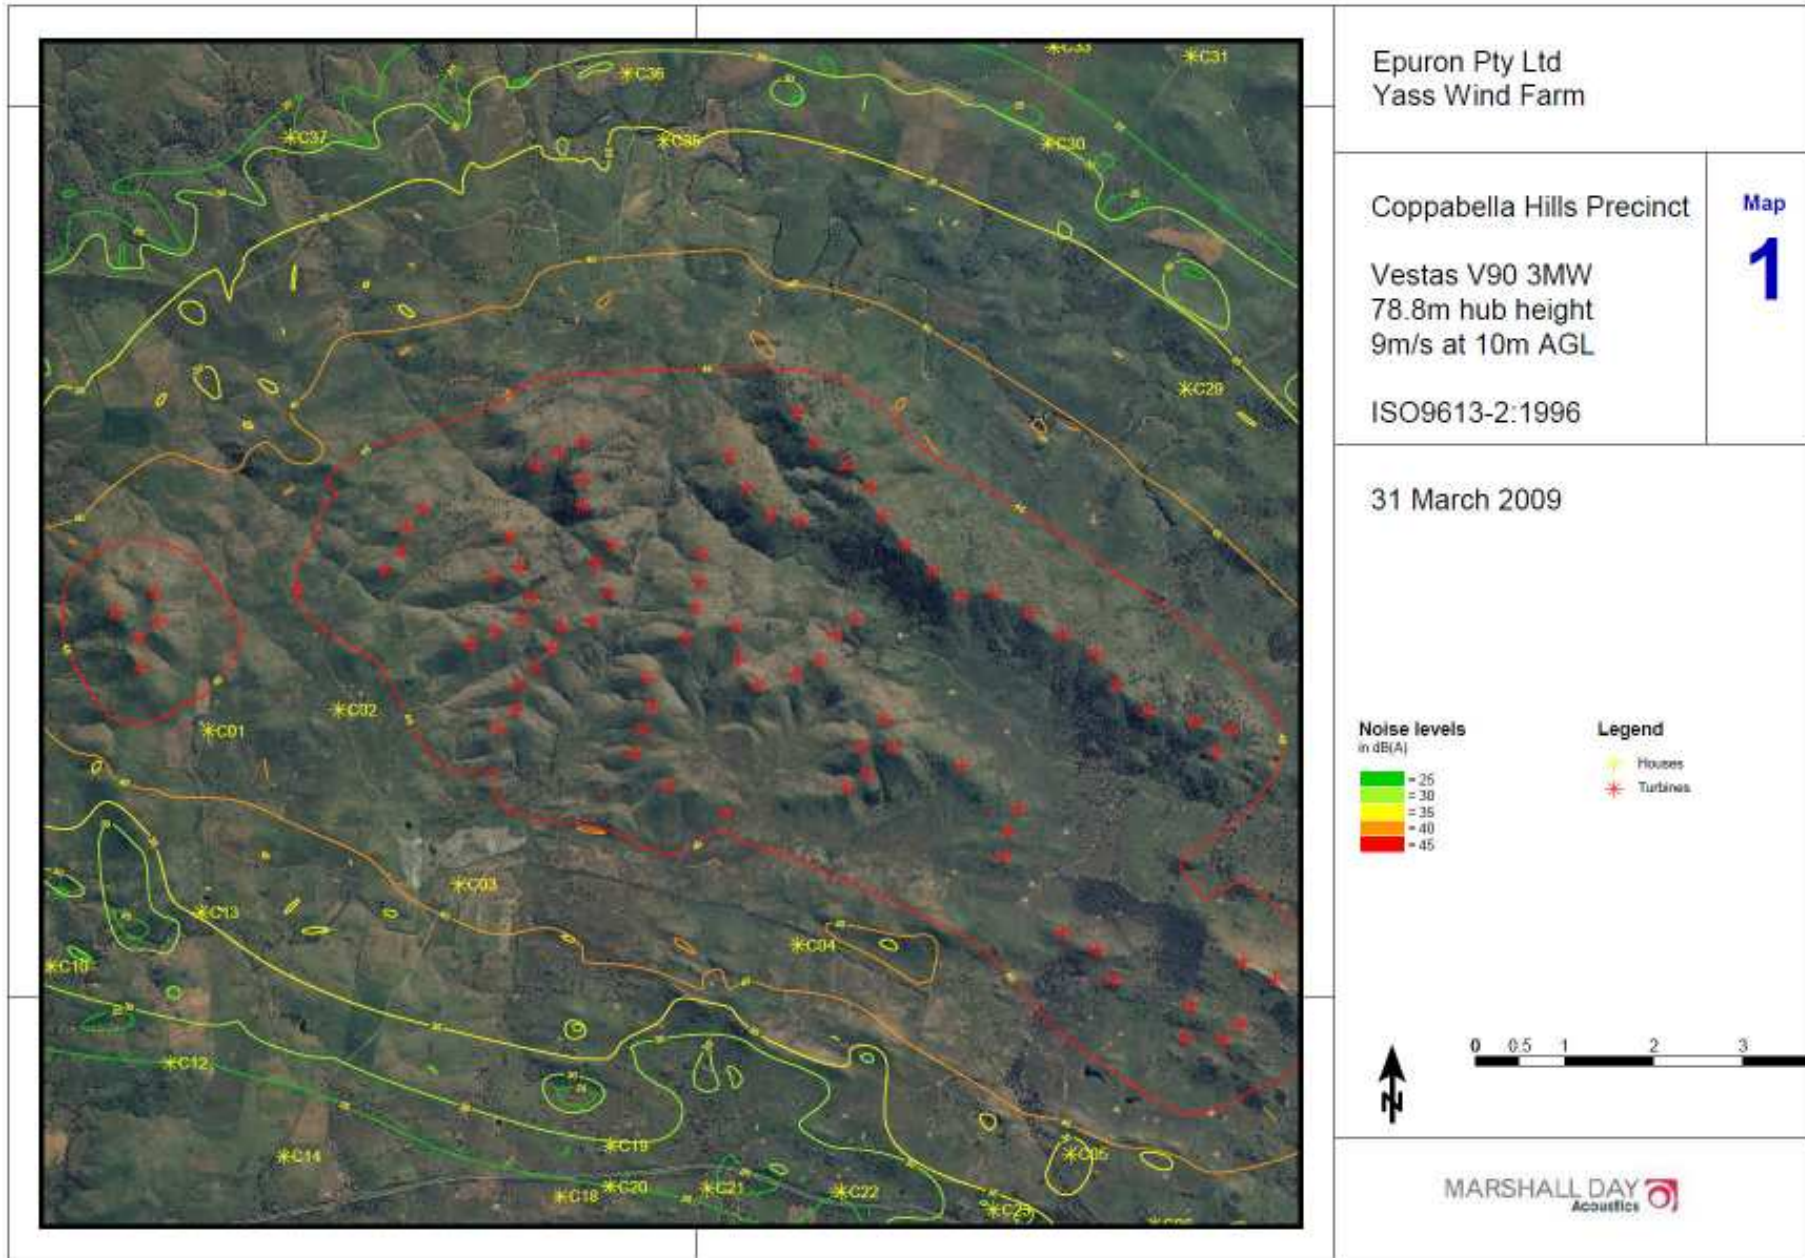 C33
C31
C36
C37
C35
C30
C29
C02
C01
C03
C13
C04
C10
C12
C19
C05
C14
C20
C21
C22
C18
C23
Epuron Pty Ltd
Yass Wind Farm
Coppabella Hills Precinct
Vestas V90 3MW
78.8m hub height
9m/s at 10m AGL
ISO9613-2:1996
Map
1
31 March 2009
Noise levels
in dB(A)
= 25
= 30
= 35
= 40
= 45
Legend
Houses
Turbines
0 0.5 1 2 3
N
MARSHALL DAY
Acoustics